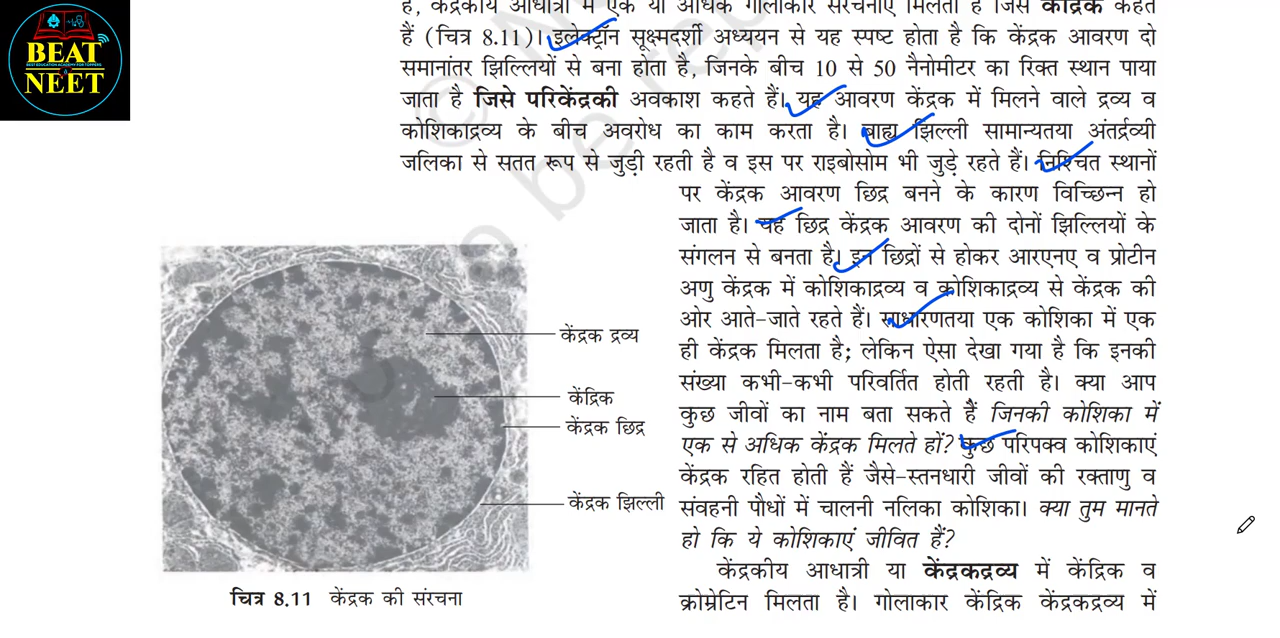 BEAT
BEST EDUCATION ACADEMY FOR TOPPERS
NEET
है, केंद्रकीय आधात्री में एक या अधिक गोलाकार संरचनाएँ मिलती हैं जिसे केंद्रिक कहते
हैं (चित्र 8.11)। इलेक्ट्रॉन सूक्ष्मदर्शी अध्ययन से यह स्पष्ट होता है कि केंद्रक आवरण दो
समानांतर झिल्लियों से बना होता है, जिनके बीच 10 से 50 नैनोमीटर का रिक्त स्थान पाया
जाता है जिसे परिकेंद्रकी अवकाश कहते हैं। यह आवरण केंद्रक में मिलने वाले द्रव्य व
कोशिकाद्रव्य के बीच अवरोध का काम करता है। बाह्य झिल्ली सामान्यतया अंतर्द्रव्यी
जलिका से सतत रूप से जुड़ी रहती है व इस पर राइबोसोम भी जुड़े रहते हैं। निश्चित स्थानों
पर केंद्रक आवरण छिद्र बनने के कारण विच्छिन्न हो
जाता है। यह छिद्र केंद्रक आवरण की दोनों झिल्लियों के
संगलन से बनता है। इन छिद्रों से होकर आरएनए व प्रोटीन
अणु केंद्रक में कोशिकाद्रव्य व कोशिकाद्रव्य से केंद्रक की
ओर आते-जाते रहते हैं। साधारणतया एक कोशिका में एक
ही केंद्रक मिलता है; लेकिन ऐसा देखा गया है कि इनकी
संख्या कभी-कभी परिवर्तित होती रहती है। क्या आप
कुछ जीवों का नाम बता सकते हैं जिनकी कोशिका में
एक से अधिक केंद्रक मिलते हों? कुछ परिपक्व कोशिकाएं
केंद्रक रहित होती हैं जैसे-स्तनधारी जीवों की रक्ताणु व
संवहनी पौधों में चालनी नलिका कोशिका। क्या तुम मानते
हो कि ये कोशिकाएं जीवित हैं?
केंद्रक द्रव्य
केंद्रिक
केंद्रक छिद्र
केंद्रक झिल्ली
चित्र 8.11 केंद्रक की संरचना
केंद्रकीय आधात्री या केंद्रकद्रव्य में केंद्रिक व
क्रोम्रेटिन मिलता है। गोलाकार केंद्रिक केंद्रकद्रव्य में